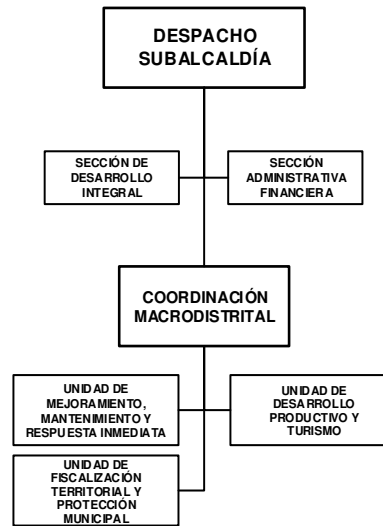 DESPACHO
SUBALCALDÍA
SECCIÓN DE
DESARROLLO
INTEGRAL
SECCIÓN
ADMINISTRATIVA
FINANCIERA
COORDINACIÓN
MACRODISTRITAL
UNIDAD DE
MEJORAMIENTO,
MANTENIMIENTO Y
RESPUESTA INMEDIATA
UNIDAD DE
DESARROLLO
PRODUCTIVO Y
TURISMO
UNIDAD DE
FISCALIZACIÓN
TERRITORIAL Y
PROTECCIÓN
MUNICIPAL